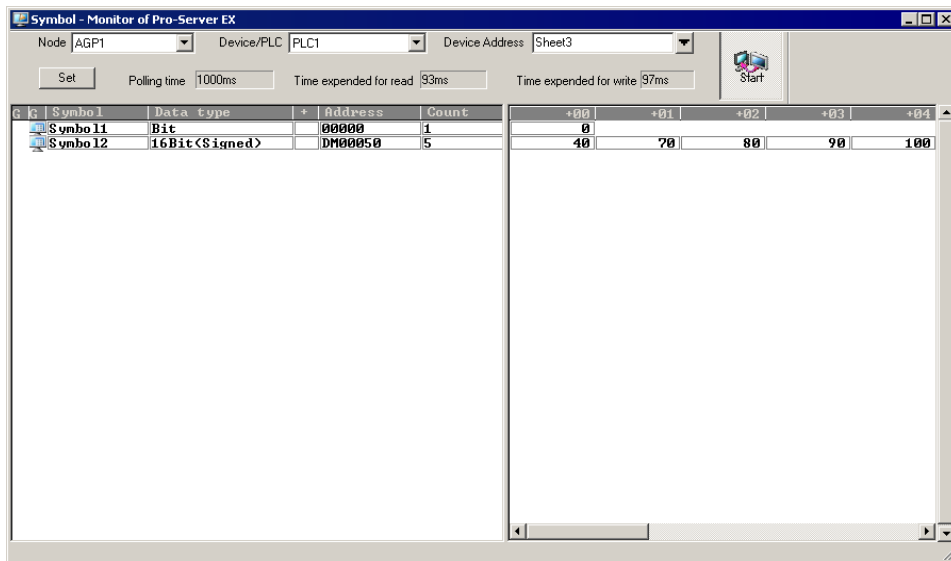 Symbol - Monitor of Pro-Server EX
Node AGP1 Device/PLC PLC1 Device Address Sheet3
Start
Set Polling time 1000ms Time expended for read 93ms Time expended for write 97ms
G G Symbol Data type + Address Count +00 +01 +02 +03 +04
Symbol1 Bit 00000 1 0
Symbol2 16Bit(Signed) DM00050 5 40 70 80 90 100